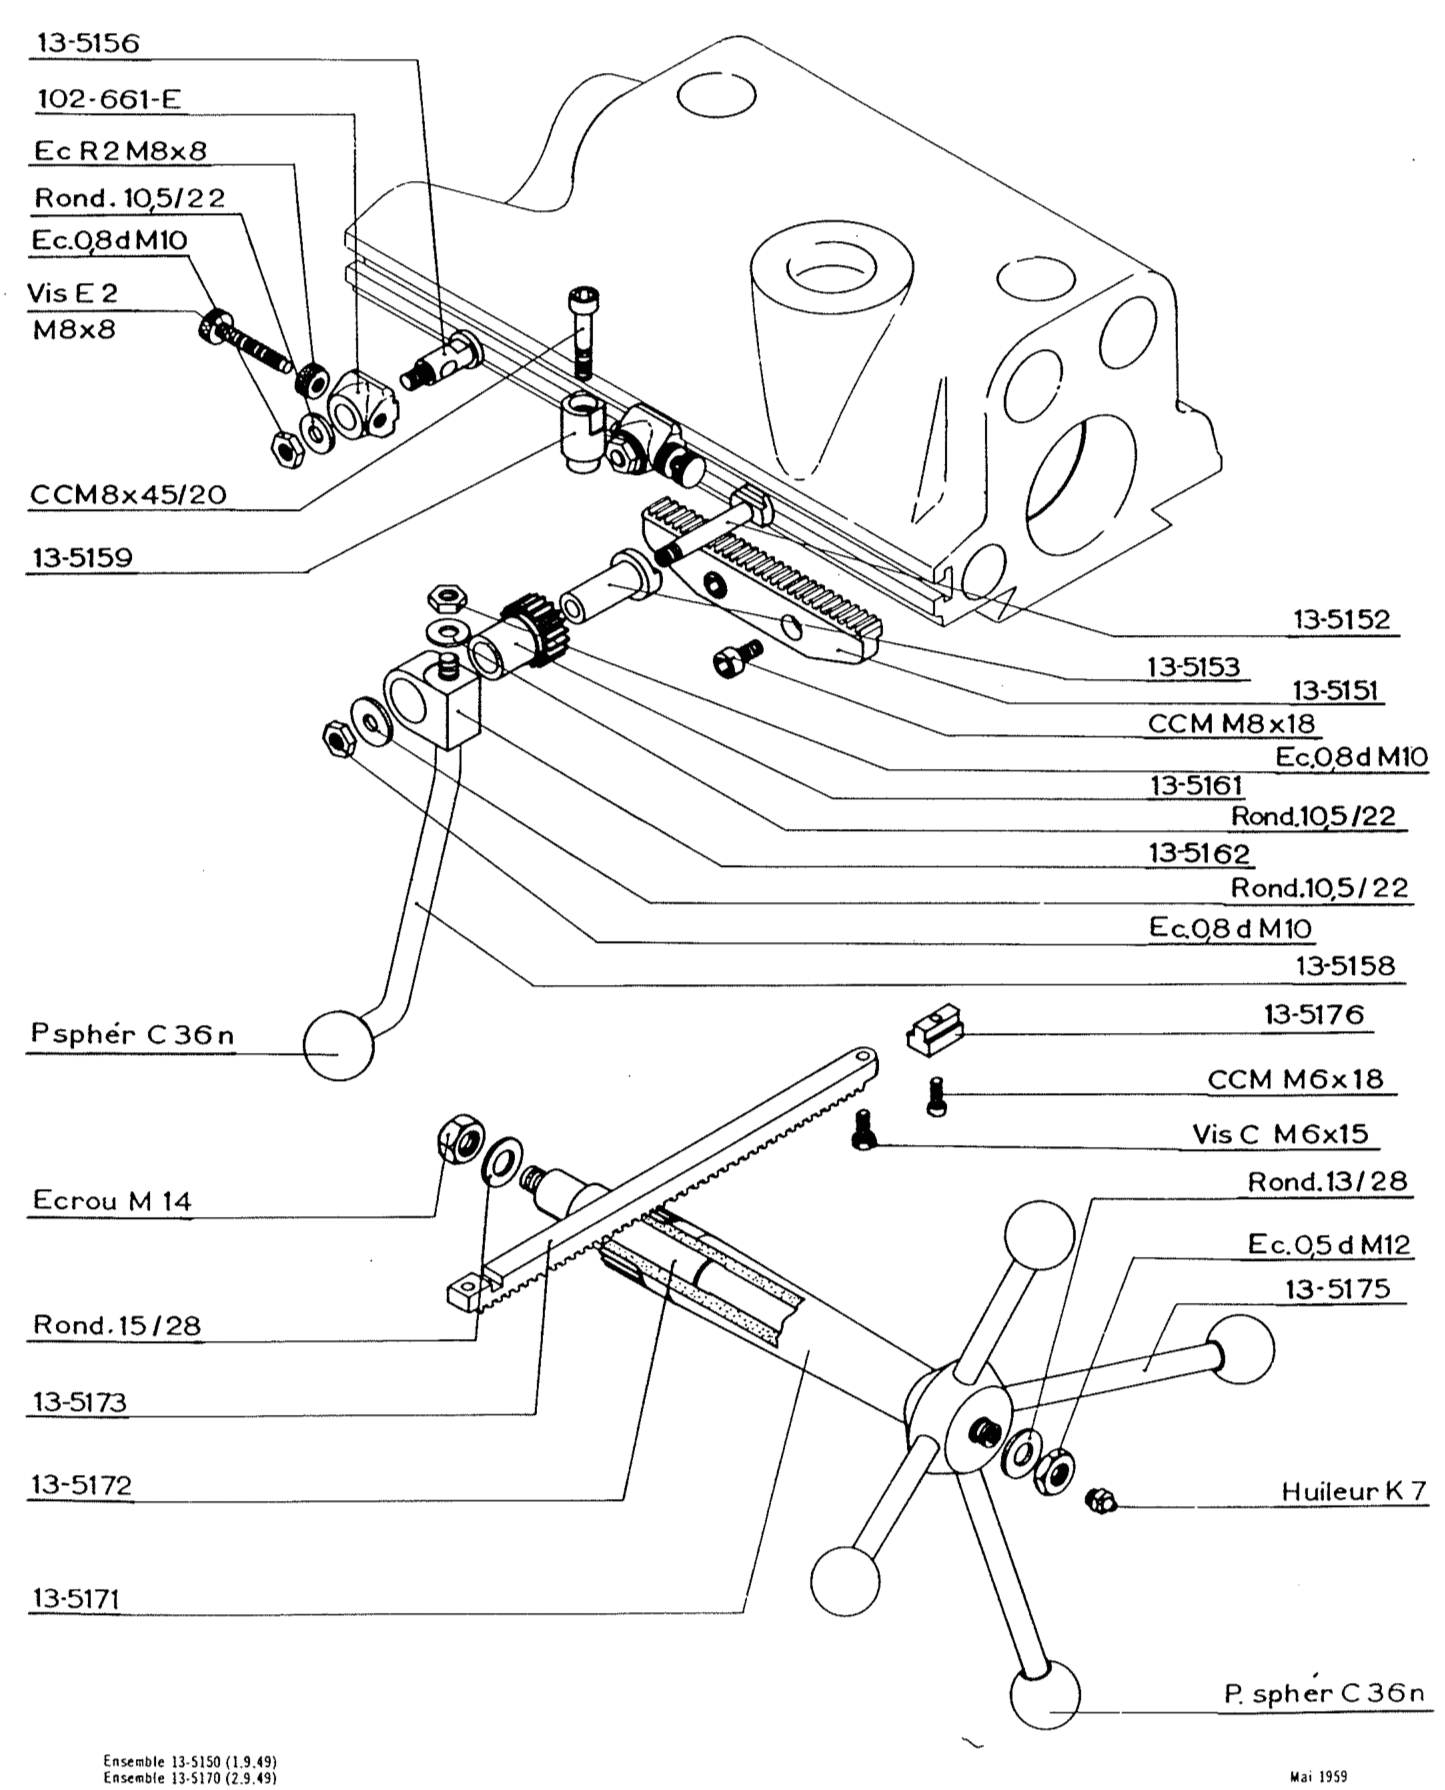 13-5156
102-661-E
Ec R2 M8x8
Rond. 10,5/22
Ec.0,8d M10
Vis E 2
M8x8
CCM8x45/20
13-5159
13-5152
13-5153
13-5151
CCM M8x18
Ec.0,8d M10
13-5161
Rond.10,5/22
13-5162
Rond.10,5/22
Ec.0,8 d M10
13-5158
P sphér C 36 n
13-5176
CCM M6x18
Vis C M6x15
Rond.13/28
Ecrou M 14
Ec.0,5 d M12
13-5175
Rond.15/28
13-5173
13-5172
Huileur K 7
13-5171
P. sphér C 36 n
Ensemble 13-5150 (1.9.49)
Ensemble 13-5170 (2.9.49)
Mai 1959